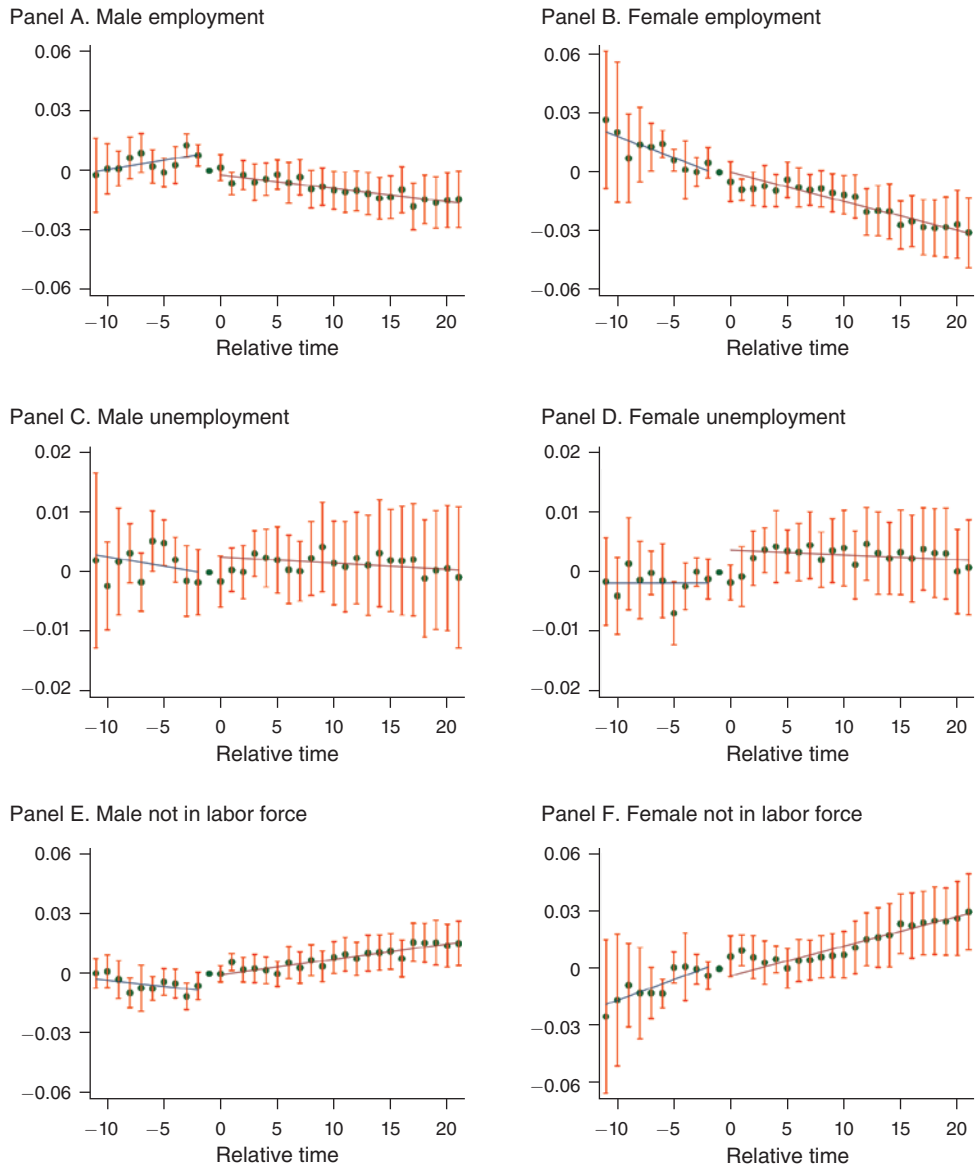 Panel A. Male employment
0.06
0.03
0
−0.03
−0.06
−10 −5 0 5 10 15 20
Relative time
Panel B. Female employment
0.06
0.03
0
−0.03
−0.06
−10 −5 0 5 10 15 20
Relative time
Panel C. Male unemployment
0.02
0.01
0
−0.01
−0.02
−10 −5 0 5 10 15 20
Relative time
Panel D. Female unemployment
0.02
0.01
0
−0.01
−0.02
−10 −5 0 5 10 15 20
Relative time
Panel E. Male not in labor force
0.06
0.03
0
−0.03
−0.06
−10 −5 0 5 10 15 20
Relative time
Panel F. Female not in labor force
0.06
0.03
0
−0.03
−0.06
−10 −5 0 5 10 15 20
Relative time